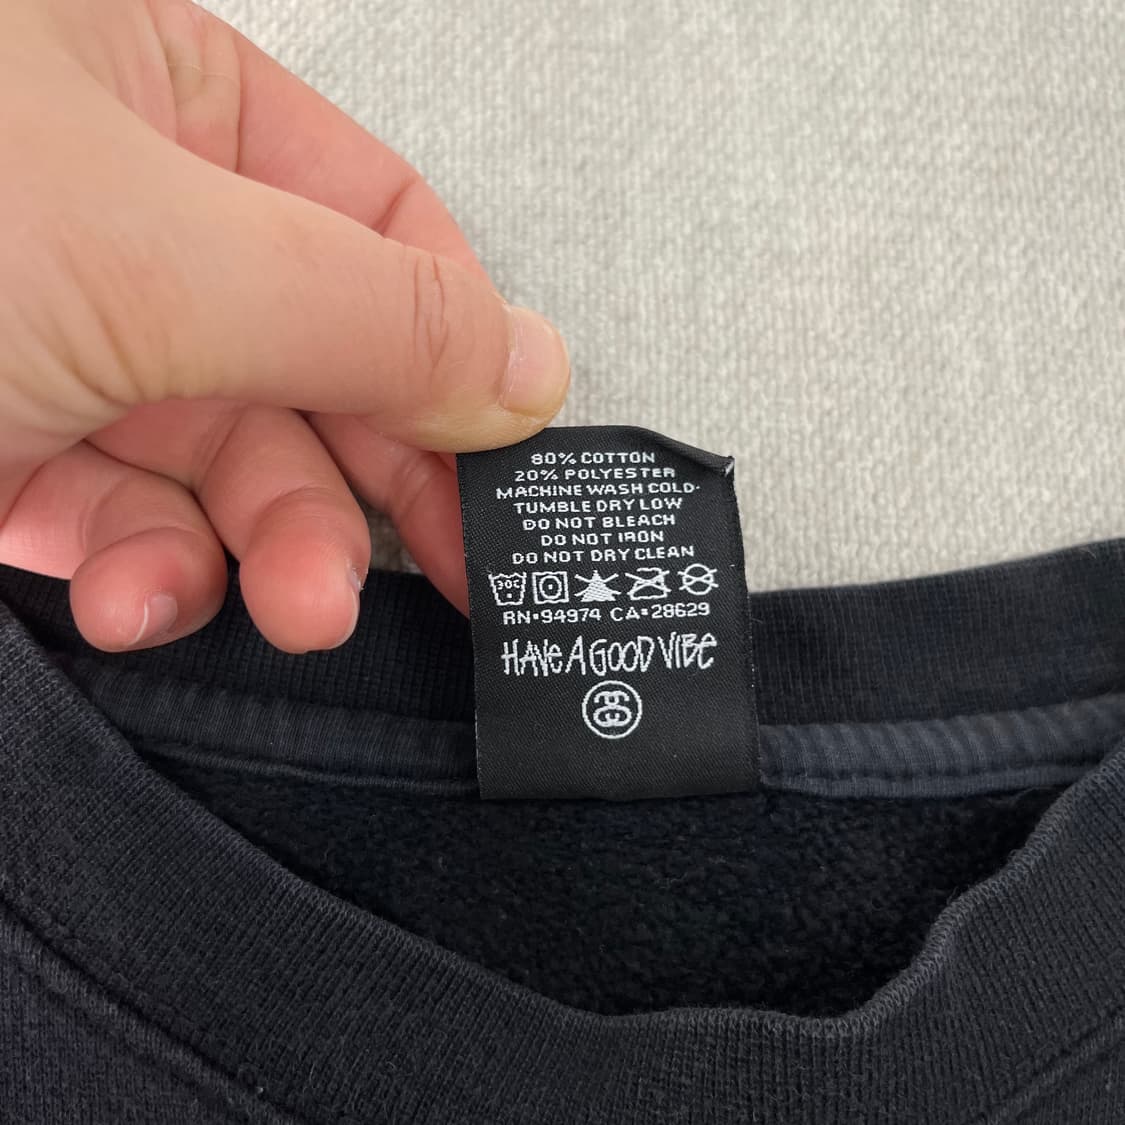 80% COTTON
20% POLYESTER
MACHINE WASH COLD-
TUMBLE DRY LOW
DO NOT BLEACH
DO NOT IRON
DO NOT DRY CLEAN
30C
RN•94974 CA•28629
HAVE A GOOD VIBE